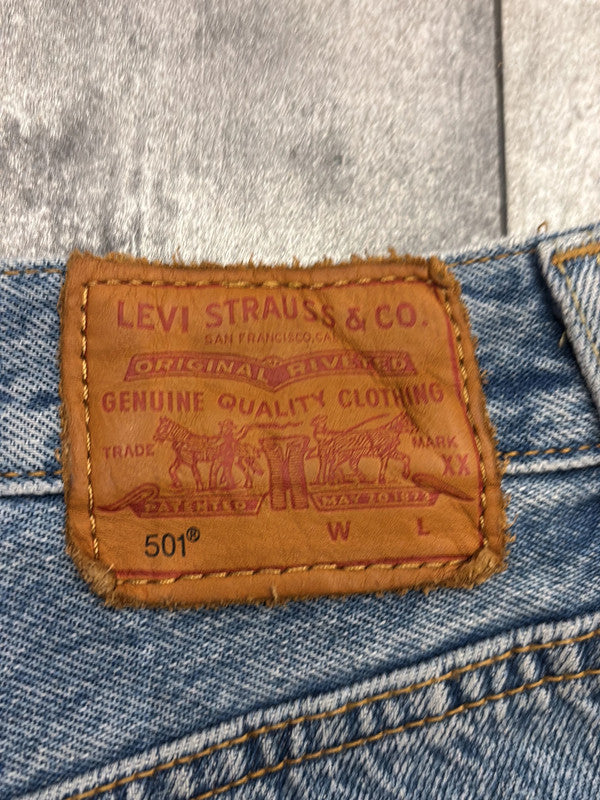 LEVI STRAUSS & CO.
SAN FRANCISCO, CAL
ORIGINAL RIVETED
GENUINE QUALITY CLOTHING
TRADE MARK
XX
PATENTED MAY 20 1873
501® W L